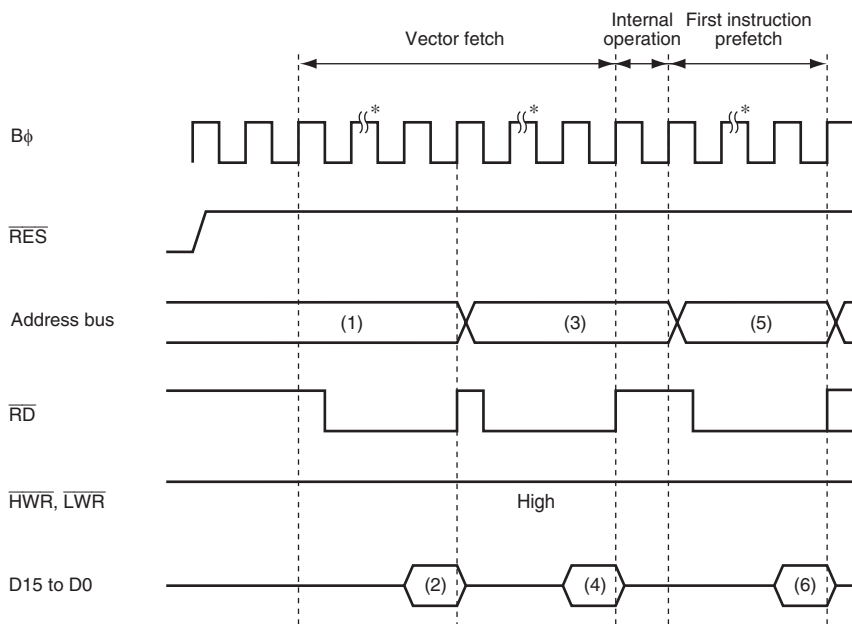 Vector fetch
Internal operation
First instruction prefetch
*
*
*
Bφ
RES
Address bus
(1)
(3)
(5)
RD
HWR, LWR
High
D15 to D0
(2)
(4)
(6)